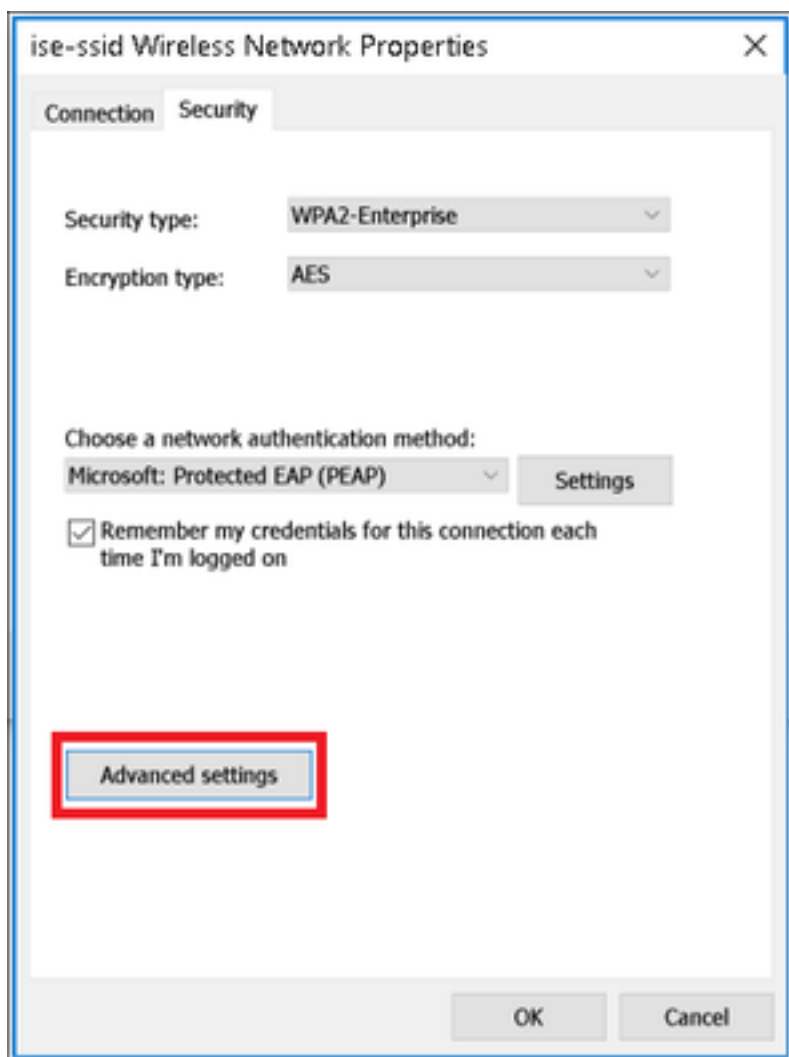 ise-ssid Wireless Network Properties
Connection Security
Security type: WPA2-Enterprise
Encryption type: AES
Choose a network authentication method:
Microsoft: Protected EAP (PEAP) Settings
Remember my credentials for this connection each
time I'm logged on
Advanced settings
OK Cancel